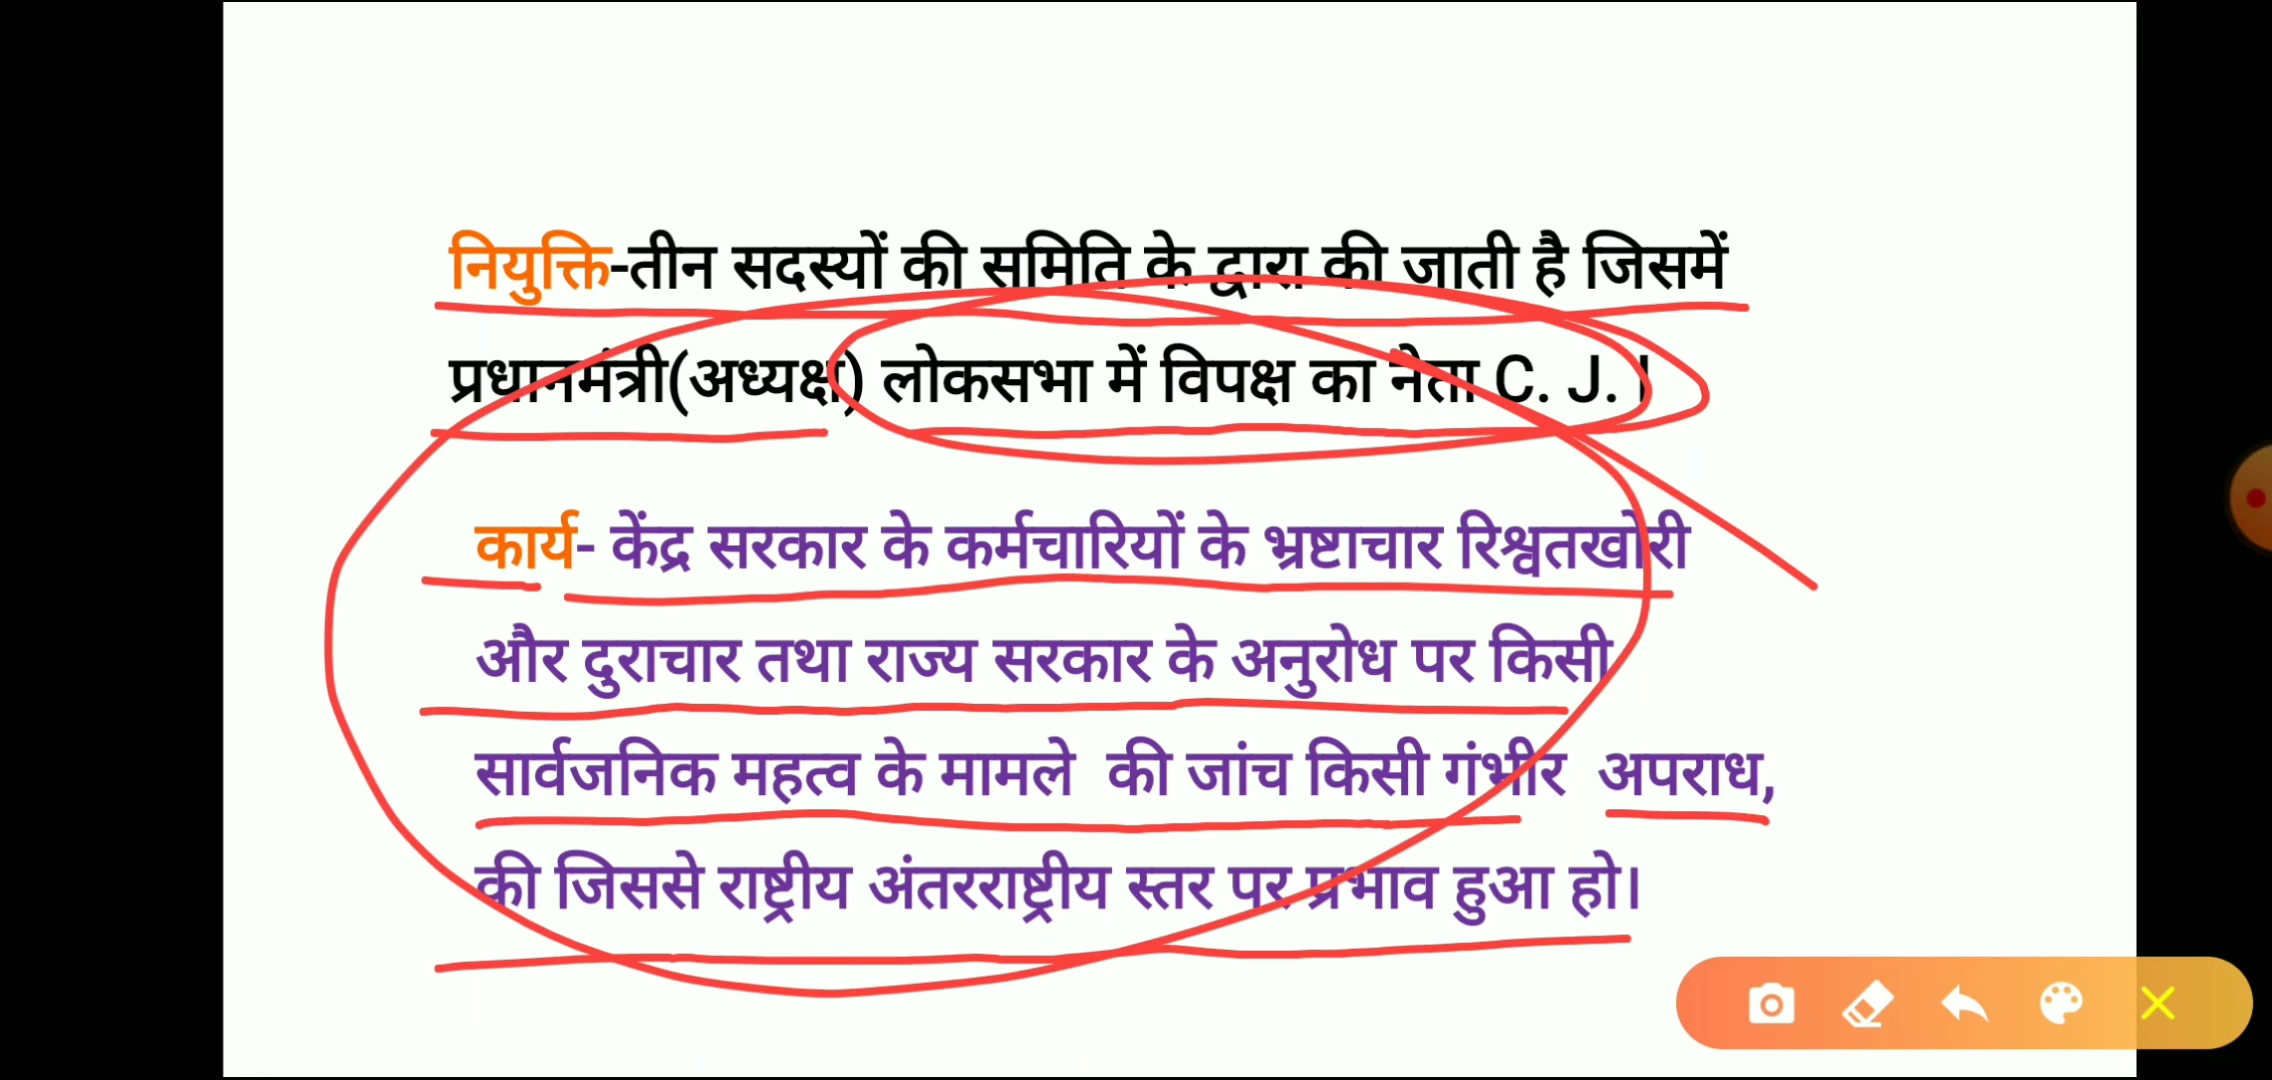 नियुक्ति-तीन सदस्यों की समिति के द्वारा की जाती है जिसमें
प्रधानमंत्री(अध्यक्ष) लोकसभा में विपक्ष का नेता C. J. I
कार्य- केंद्र सरकार के कर्मचारियों के भ्रष्टाचार रिश्वतखोरी
और दुराचार तथा राज्य सरकार के अनुरोध पर किसी
सार्वजनिक महत्व के मामले की जांच किसी गंभीर अपराध,
की जिससे राष्ट्रीय अंतरराष्ट्रीय स्तर पर प्रभाव हुआ हो।